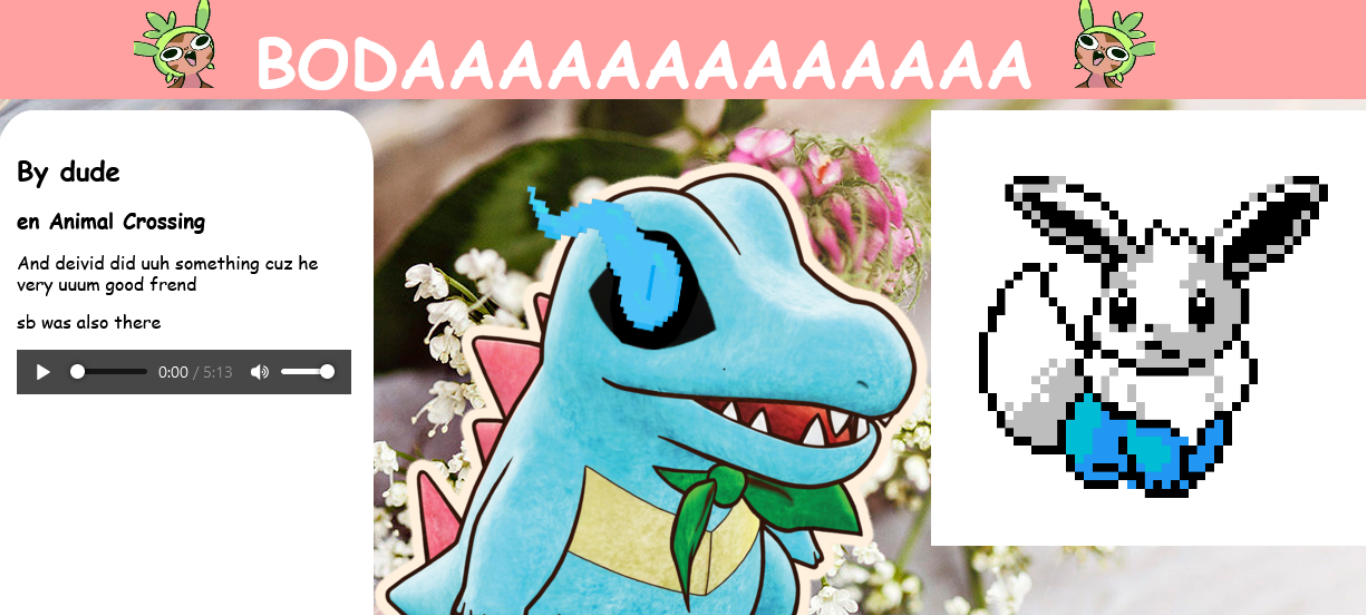 BODAAAAAAAAAAAAAA
By dude
en Animal Crossing
And deivid did uuh something cuz he
very uuum good frend
sb was also there
0:00 / 5:13